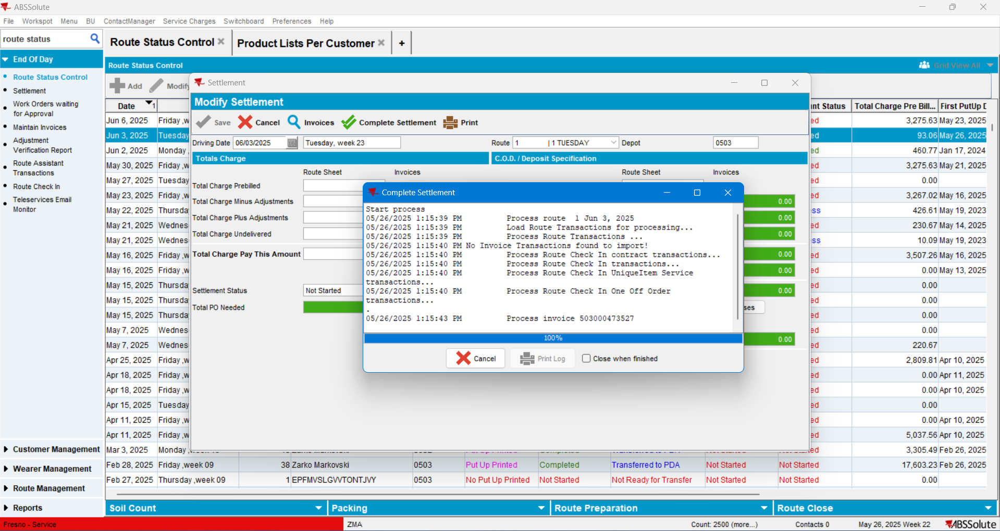 ABSSolute
File Workspot Menu BU ContactManager Service Charges Switchboard Preferences Help
route status
Route Status Control
Product Lists Per Customer
+
End Of Day
Route Status Control
Settlement
Work Orders waiting
for Approval
Maintain Invoices
Adjustment
Verification Report
Route Assistant
Transactions
Route Check In
Teleservices Email
Monitor
Customer Management
Wearer Management
Route Management
Reports
Route Status Control
Grid View All
Add Modify
Date 1
nt Status Total Charge Pre Bill... First PutUp D
Jun 6, 2025 Friday ,w ed 3,275.63 May 23, 2025
Jun 3, 2025 Tuesday ed 93.06 May 26, 2025
Jun 2, 2025 Monday , ed 460.77 Jan 17, 2024
May 30, 2025 Friday ,w ed 3,275.63 May 21, 2025
May 27, 2025 Tuesday ed 0.00
May 23, 2025 Friday ,w ed 3,267.02 May 16, 2025
May 22, 2025 Thursda ss 426.61 May 19, 2023
May 21, 2025 Wednes ed 230.67 May 14, 2025
May 21, 2025 Wednes ss 10.09 May 19, 2023
May 16, 2025 Friday ,w ed 3,507.26 May 16, 2025
May 16, 2025 Friday ,w ed 0.00 May 13, 2025
May 15, 2025 Thursda ed 0.00
May 15, 2025 Thursda ed 0.00
May 15, 2025 Thursda ed 0.00
May 7, 2025 Wednes ed 0.00
May 7, 2025 Wednes ed 220.67
Apr 25, 2025 Friday ,w ed 2,809.81 Apr 10, 2025
Apr 18, 2025 Friday ,w ed 0.00 Apr 11, 2025
Apr 18, 2025 Friday ,w ed 0.00 Apr 10, 2025
Apr 15, 2025 Tuesday ed 0.00
Apr 11, 2025 Friday ,w ed 0.00 Apr 10, 2025
Apr 11, 2025 Friday ,w ed 5,037.56 Apr 10, 2025
Mar 3, 2025 Monday ed 3,305.49 Feb 26, 2025
Feb 28, 2025 Friday ,week 09 38 Zarko Markovski 0503 Put Up Printed Completed Transferred to PDA Not Started Not Started 17,603.23 Feb 26, 2025
Feb 27, 2025 Thursday ,week 09 1 EPFMVSLGVVTONTJVY 0503 No Put Up Printed Not Started Not Ready for Transfer Not Started Not Started 0.00
Settlement
Modify Settlement
Save Cancel Invoices Complete Settlement Print
Driving Date 06/03/2025 16 Tuesday, week 23 Route 1 | 1 TUESDAY Depot 0503
Totals Charge C.O.D. / Deposit Specification
Route Sheet Invoices Route Sheet Invoices
Total Charge Prebilled
Total Charge Minus Adjustments 0.00
Total Charge Plus Adjustments 0.00
Total Charge Undelivered 0.00
Total Charge Pay This Amount 0.00
0.00
Settlement Status Not Started 0.00
Total PO Needed ses
0.00
Complete Settlement
Start process
05/26/2025 1:15:39 PM Process route 1 Jun 3, 2025
05/26/2025 1:15:39 PM Load Route Transactions for processing...
05/26/2025 1:15:39 PM Process Route Transactions ...
05/26/2025 1:15:40 PM No Invoice Transactions found to import!
05/26/2025 1:15:40 PM Process Route Check In contract transactions...
05/26/2025 1:15:40 PM Process Route Check In transactions...
05/26/2025 1:15:40 PM Process Route Check In UniqueItem Service
transactions...
05/26/2025 1:15:40 PM Process Route Check In One Off Order
transactions...
.
05/26/2025 1:15:43 PM Process invoice 503000473527
100%
Cancel Print Log Close when finished
Soil Count Packing Route Preparation Route Close
Fresno - Service ZMA Count: 2500 (more...) Contacts 0 May 26, 2025 Week 22 ABSSolute